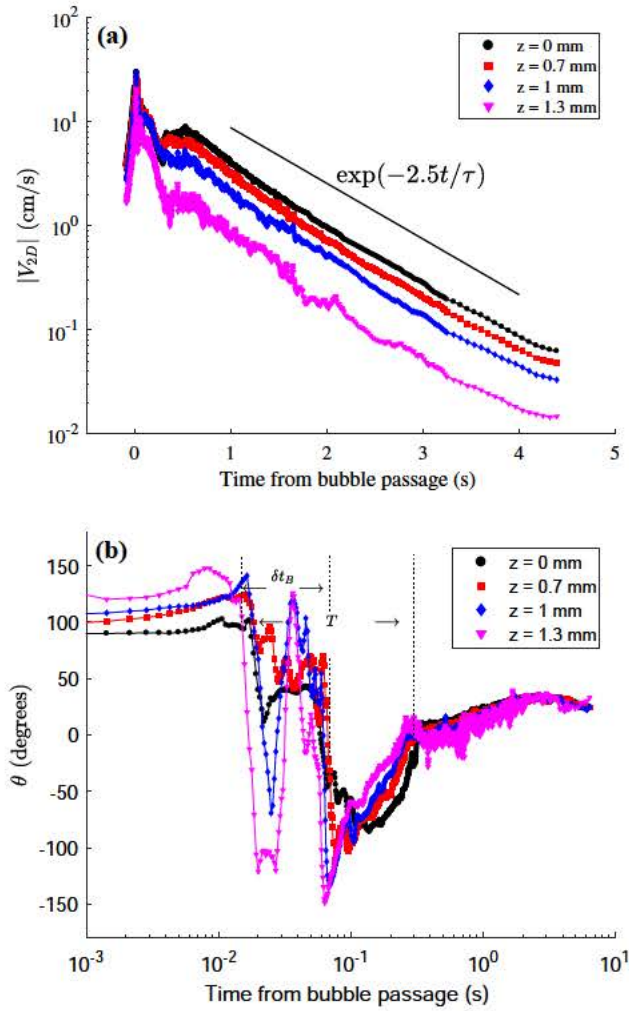 (a)
z = 0 mm
z = 0.7 mm
z = 1 mm
z = 1.3 mm
exp(−2.5t/τ)
|V2D| (cm/s)
10^2
10^1
10^0
10^-1
10^-2
0 1 2 3 4 5
Time from bubble passage (s)
(b)
z = 0 mm
z = 0.7 mm
z = 1 mm
z = 1.3 mm
δtB
T
θ (degrees)
150
100
50
0
-50
-100
-150
10^-3 10^-2 10^-1 10^0 10^1
Time from bubble passage (s)